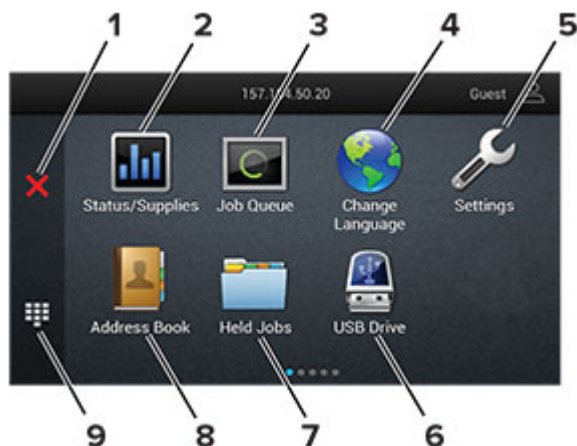 1 2 3 4 5
157. 4.50.20 Guest
Status/Supplies Job Queue Change Language Settings
Address Book Held Jobs USB Drive
9 8 7 6